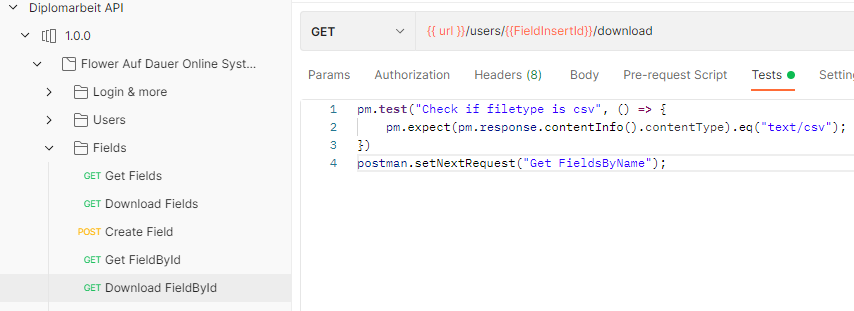 Diplomarbeit API
1.0.0
Flower Auf Dauer Online Syst...
Login & more
Users
Fields
GET Get Fields
GET Download Fields
POST Create Field
GET Get FieldById
GET Download FieldById
GET {{ url }}/users/{{FieldInsertId}}/download
Params Authorization Headers (8) Body Pre-request Script Tests Setting
1 pm.test("Check if filetype is csv", () => {
2 pm.expect(pm.response.contentInfo().contentType).eq("text/csv");
3 })
4 postman.setNextRequest("Get FieldsByName");